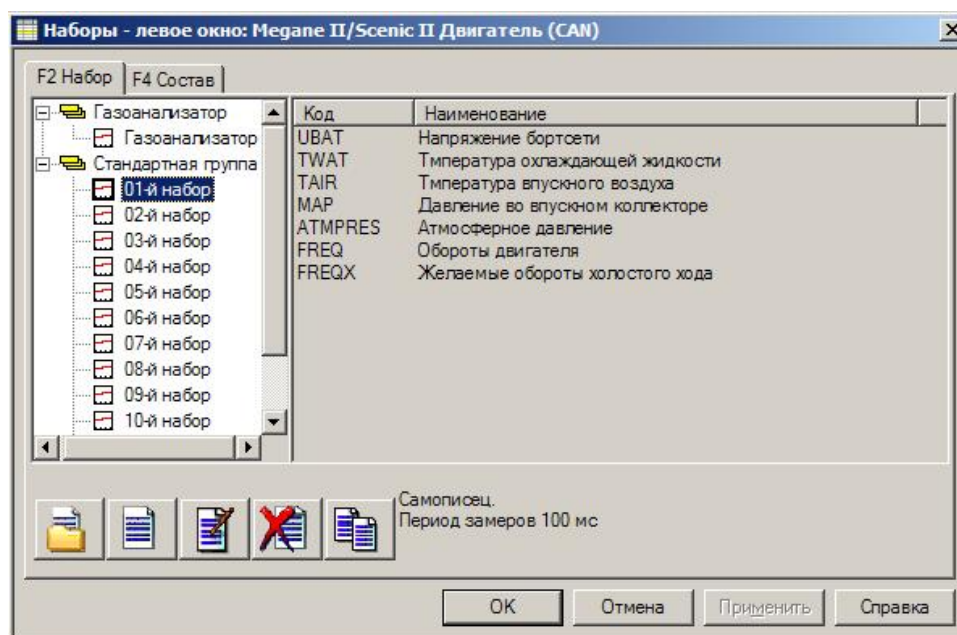 Наборы - левое окно: Megane II/Scenic II Двигатель (CAN)
F2 Набор
F4 Состав
Газоанализатор
Газоанализатор
Стандартная группа
01-й набор
02-й набор
03-й набор
04-й набор
05-й набор
06-й набор
07-й набор
08-й набор
09-й набор
10-й набор
Код Наименование
UBAT Напряжение бортсети
TWAT Тмпература охлаждающей жидкости
TAIR Тмпература впускного воздуха
MAP Давление во впускном коллекторе
ATMPRES Атмосферное давление
FREQ Обороты двигателя
FREQX Желаемые обороты холостого хода
Самописец.
Период замеров 100 мс
OK
Отмена
Применить
Справка